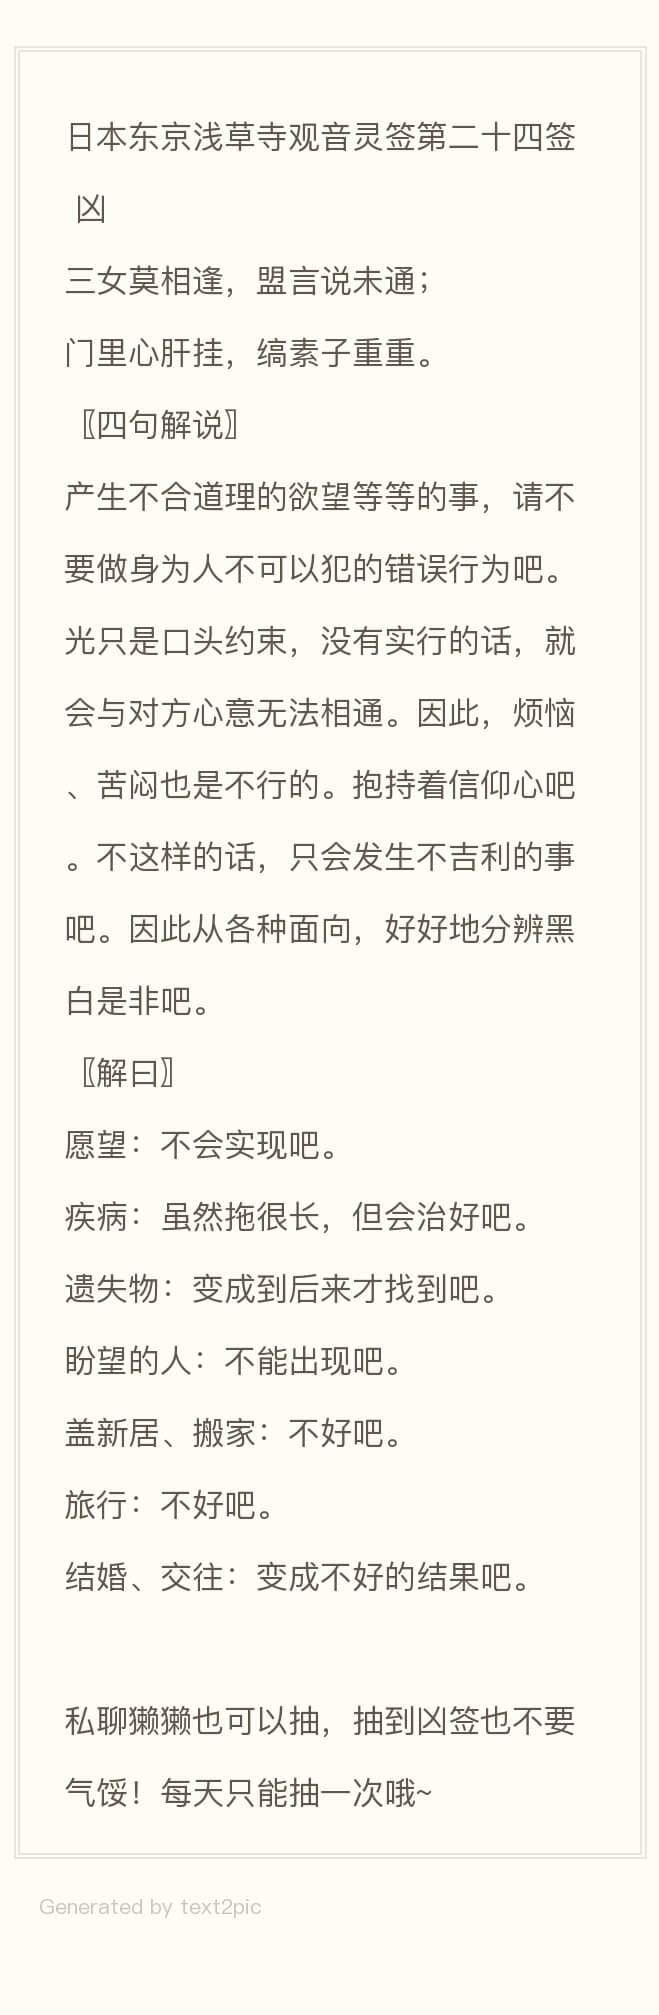 日本东京浅草寺观音灵签第二十四签
凶
三女莫相逢，盟言说未通；
门里心肝挂，缟素子重重。
〖四句解说〗
产生不合道理的欲望等等的事，请不
要做身为人不可以犯的错误行为吧。
光只是口头约束，没有实行的话，就
会与对方心意无法相通。因此，烦恼
、苦闷也是不行的。抱持着信仰心吧
。不这样的话，只会发生不吉利的事
吧。因此从各种面向，好好地分辨黑
白是非吧。
〖解曰〗
愿望：不会实现吧。
疾病：虽然拖很长，但会治好吧。
遗失物：变成到后来才找到吧。
盼望的人：不能出现吧。
盖新居、搬家：不好吧。
旅行：不好吧。
结婚、交往：变成不好的结果吧。
私聊獭獭也可以抽，抽到凶签也不要
气馁！每天只能抽一次哦~
Generated by text2pic